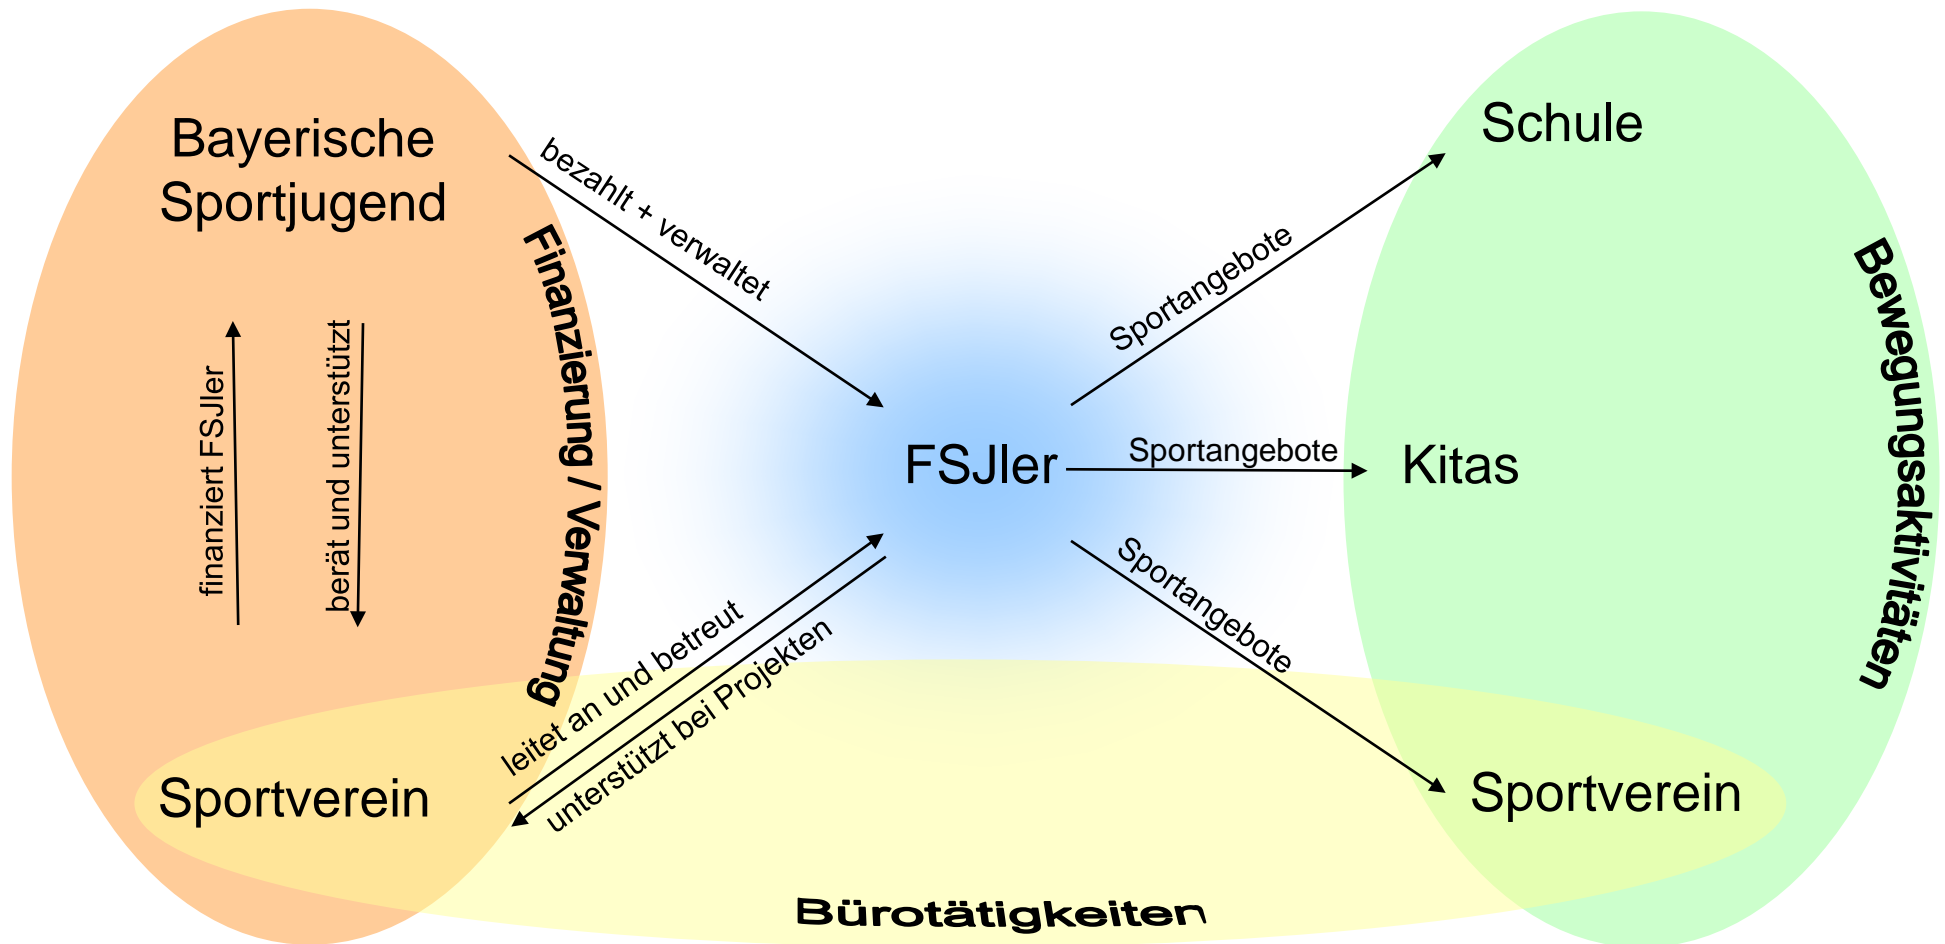 Bayerische
Sportjugend
Schule
bezahlt + verwaltet
Sportangebote
Finanzierung / Verwaltung
Bewegungsaktivitäten
finanziert FSJler
berät und unterstützt
FSJler
Sportangebote
Kitas
Sportangebote
leitet an und betreut
unterstützt bei Projekten
Sportverein
Sportverein
Bürotätigkeiten